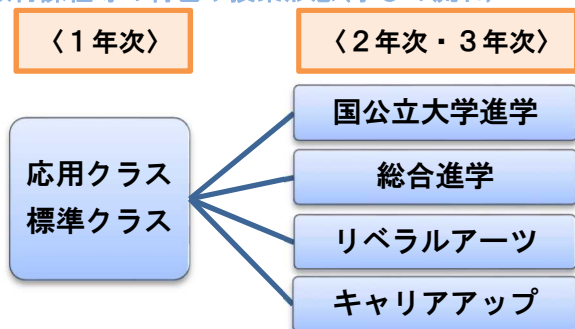 〈１年次〉
〈２年次・３年次〉
応用クラス
標準クラス
国公立大学進学
総合進学
リベラルアーツ
キャリアアップ